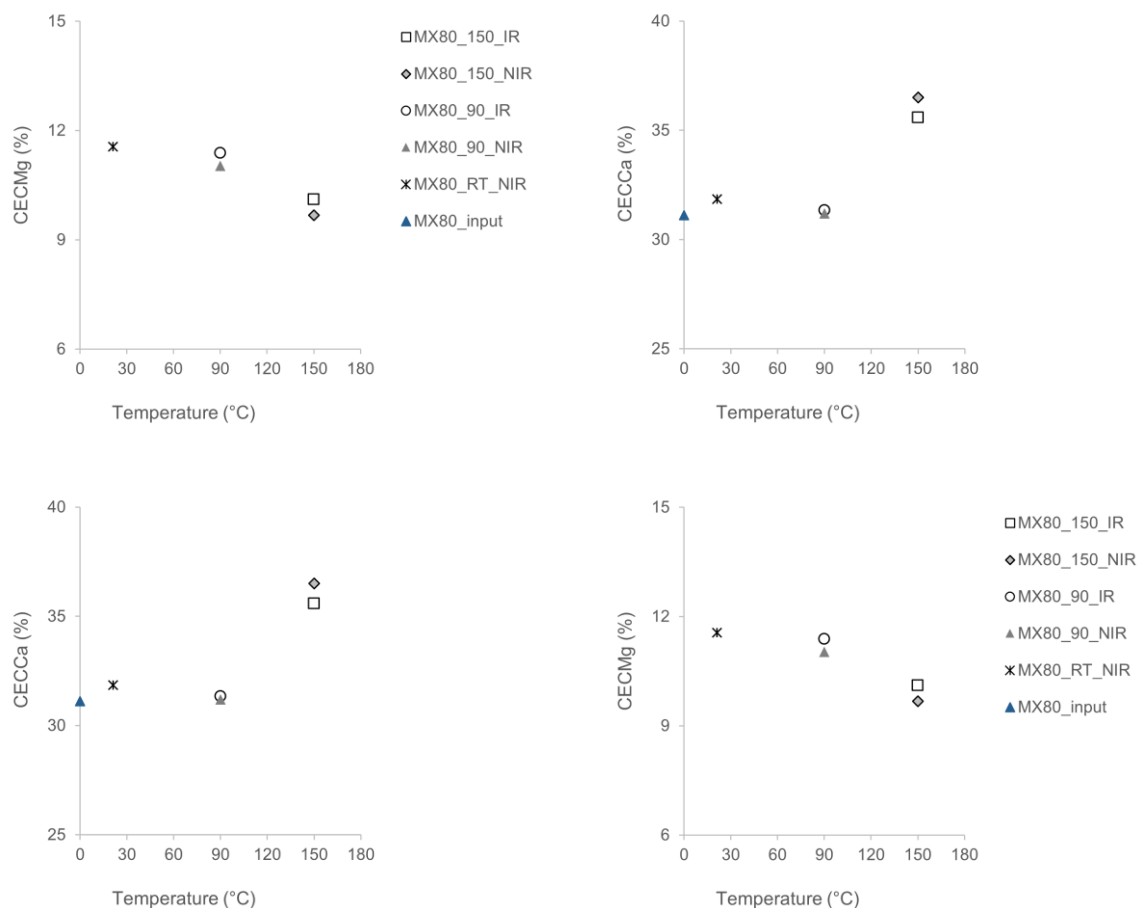 15
12
9
6
CECMg (%)
0 30 60 90 120 150 180
Temperature (°C)
MX80_150_IR
MX80_150_NIR
MX80_90_IR
MX80_90_NIR
MX80_RT_NIR
MX80_input
40
35
30
25
CECCa (%)
0 30 60 90 120 150 180
Temperature (°C)
40
35
30
25
CECCa (%)
0 30 60 90 120 150 180
Temperature (°C)
15
12
9
6
CECMg (%)
0 30 60 90 120 150 180
Temperature (°C)
MX80_150_IR
MX80_150_NIR
MX80_90_IR
MX80_90_NIR
MX80_RT_NIR
MX80_input